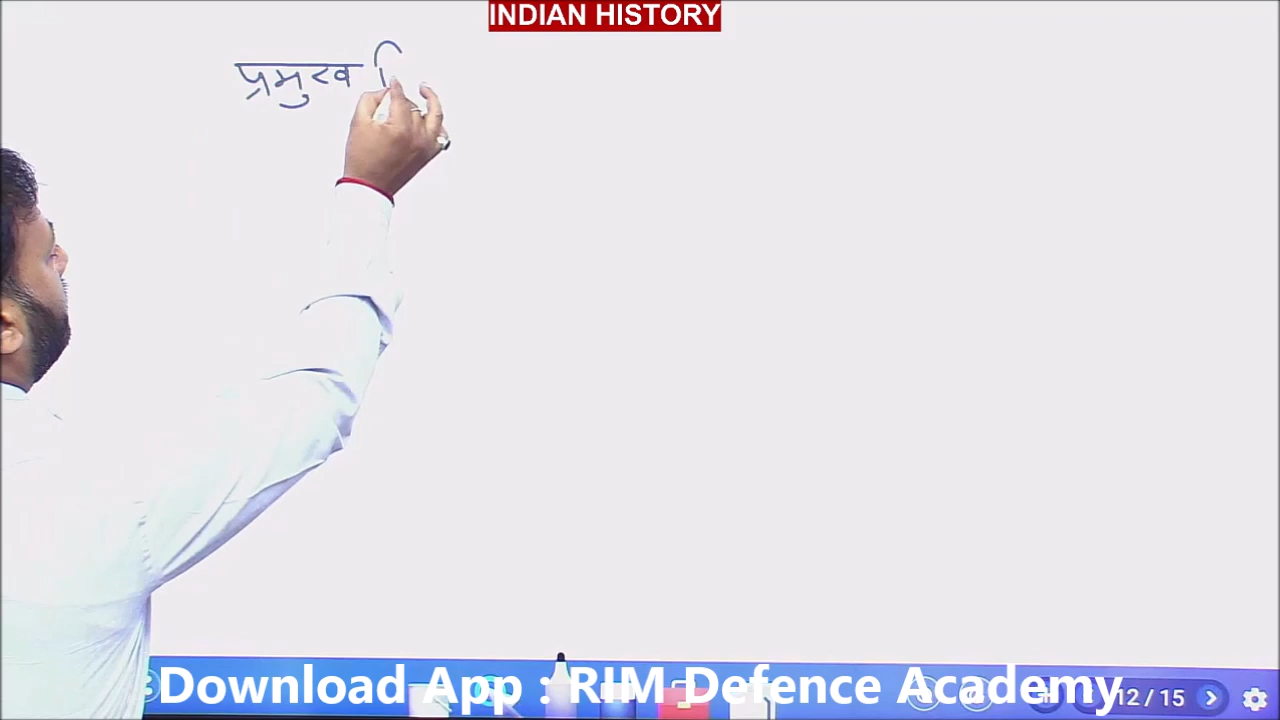 INDIAN HISTORY
प्रमुख
Download App : RIM Defence Academy
12 / 15